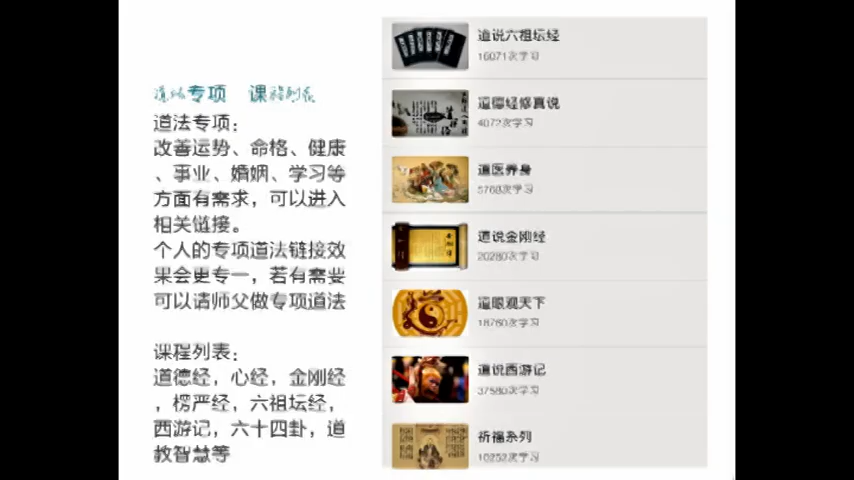 道法专项 课程列表
道法专项：
改善运势、命格、健康
、事业、婚姻、学习等
方面有需求，可以进入
相关链接。
个人的专项道法链接效
果会更专一，若有需要
可以请师父做专项道法
课程列表：
道德经，心经，金刚经
，楞严经，六祖坛经，
西游记，六十四卦，道
教智慧等
道说六祖坛经
16071次学习
道德经修真说
4072次学习
道医养身
5768次学习
道说金刚经
20280次学习
道眼观天下
18760次学习
道说西游记
37580次学习
祈福系列
10252次学习